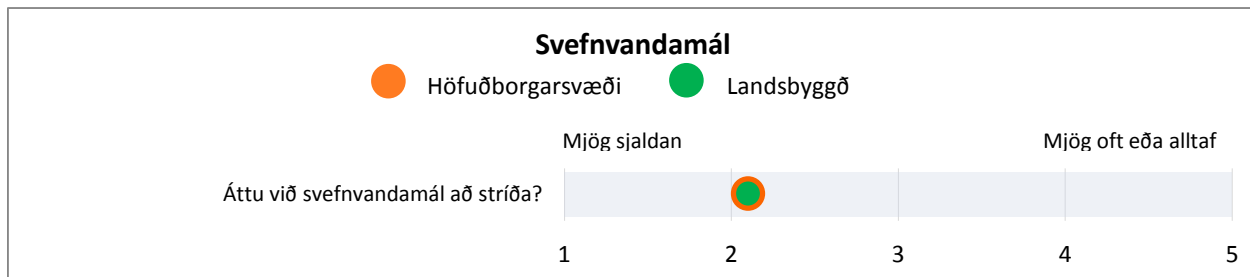 Svefnvandamál
Höfuðborgarsvæði Landsbyggð
Mjög sjaldan Mjög oft eða alltaf
Áttu við svefnvandamál að stríða?
1 2 3 4 5